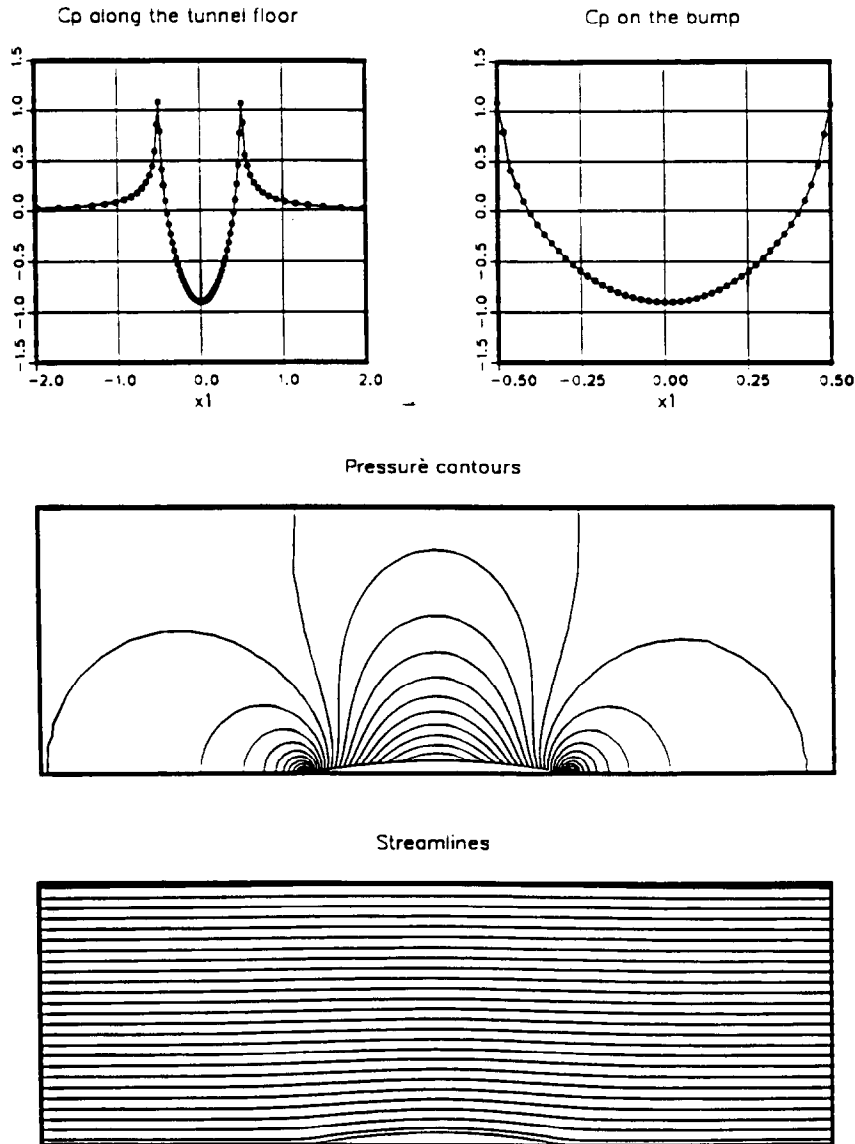 Cp along the tunnel floor
1.5
1.0
0.5
0.0
-0.5
-1.0
-1.5
-2.0 -1.0 0.0 1.0 2.0
x1
Cp on the bump
1.5
1.0
0.5
0.0
-0.5
-1.0
-1.5
-0.50 -0.25 0.00 0.25 0.50
x1
Pressurè contours
Streamlines